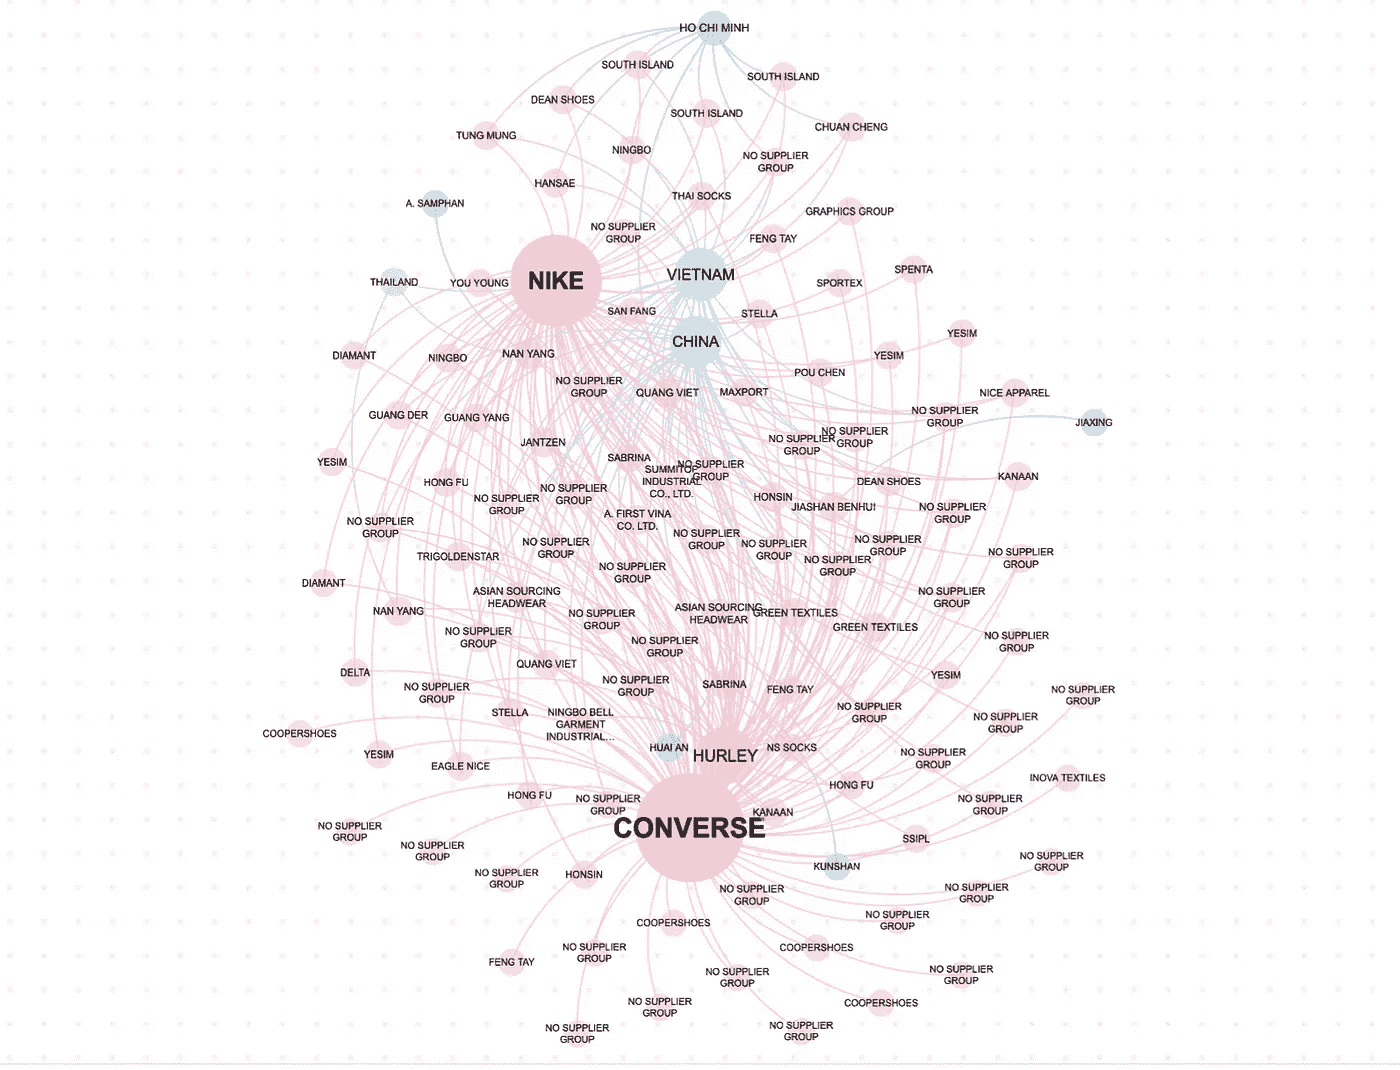 HO CHI MINH
SOUTH ISLAND
SOUTH ISLAND
DEAN SHOES
SOUTH ISLAND
CHUAN CHENG
TUNG MUNG
NINGBO
NO SUPPLIER
GROUP
HANSAE
THAI SOCKS
A. SAMPHAN
GRAPHICS GROUP
NO SUPPLIER
GROUP
FENG TAY
SPENTA
VIETNAM
NIKE
THAILAND
YOU YOUNG
SPORTEX
SAN FANG
STELLA
YESIM
CHINA
DIAMANT
NINGBO
NAN YANG
YESIM
POU CHEN
NO SUPPLIER
GROUP
QUANG VIET
MAXPORT
NICE APPAREL
GUANG DER
GUANG YANG
NO SUPPLIER
GROUP
JIAXING
JANTZEN
NO SUPPLIER
GROUP
NO SUPPLIER
GROUP
YESIM
SABRINA
NO SUPPLIER
GROUP
SUMMITOP
INDUSTRIAL
CO., LTD.
HONG FU
DEAN SHOES
KANAAN
NO SUPPLIER
GROUP
NO SUPPLIER
GROUP
HONSIN
JIASHAN BENHUI
NO SUPPLIER
GROUP
A. FIRST VINA
CO. LTD.
NO SUPPLIER
GROUP
NO SUPPLIER
GROUP
NO SUPPLIER
GROUP
NO SUPPLIER
GROUP
NO SUPPLIER
GROUP
TRIGOLDENSTAR
NO SUPPLIER
GROUP
NO SUPPLIER
GROUP
NO SUPPLIER
GROUP
DIAMANT
ASIAN SOURCING
HEADWEAR
NO SUPPLIER
GROUP
NAN YANG
NO SUPPLIER
GROUP
ASIAN SOURCING
HEADWEAR
GREEN TEXTILES
GREEN TEXTILES
NO SUPPLIER
GROUP
NO SUPPLIER
GROUP
NO SUPPLIER
GROUP
DELTA
QUANG VIET
YESIM
NO SUPPLIER
GROUP
NO SUPPLIER
GROUP
SABRINA
FENG TAY
NO SUPPLIER
GROUP
STELLA
NINGBO BELL
GARMENT
INDUSTRIAL...
NO SUPPLIER
GROUP
NO SUPPLIER
GROUP
COOPERSHOES
YESIM
HUAI AN
HURLEY
NS SOCKS
NO SUPPLIER
GROUP
EAGLE NICE
INOVA TEXTILES
HONG FU
HONG FU
NO SUPPLIER
GROUP
NO SUPPLIER
GROUP
KANAAN
CONVERSE
NO SUPPLIER
GROUP
SSIPL
NO SUPPLIER
GROUP
KUNSHAN
NO SUPPLIER
GROUP
NO SUPPLIER
GROUP
HONSIN
NO SUPPLIER
GROUP
NO SUPPLIER
GROUP
NO SUPPLIER
GROUP
COOPERSHOES
COOPERSHOES
NO SUPPLIER
GROUP
FENG TAY
NO SUPPLIER
GROUP
NO SUPPLIER
GROUP
COOPERSHOES
NO SUPPLIER
GROUP
NO SUPPLIER
GROUP
NO SUPPLIER
GROUP